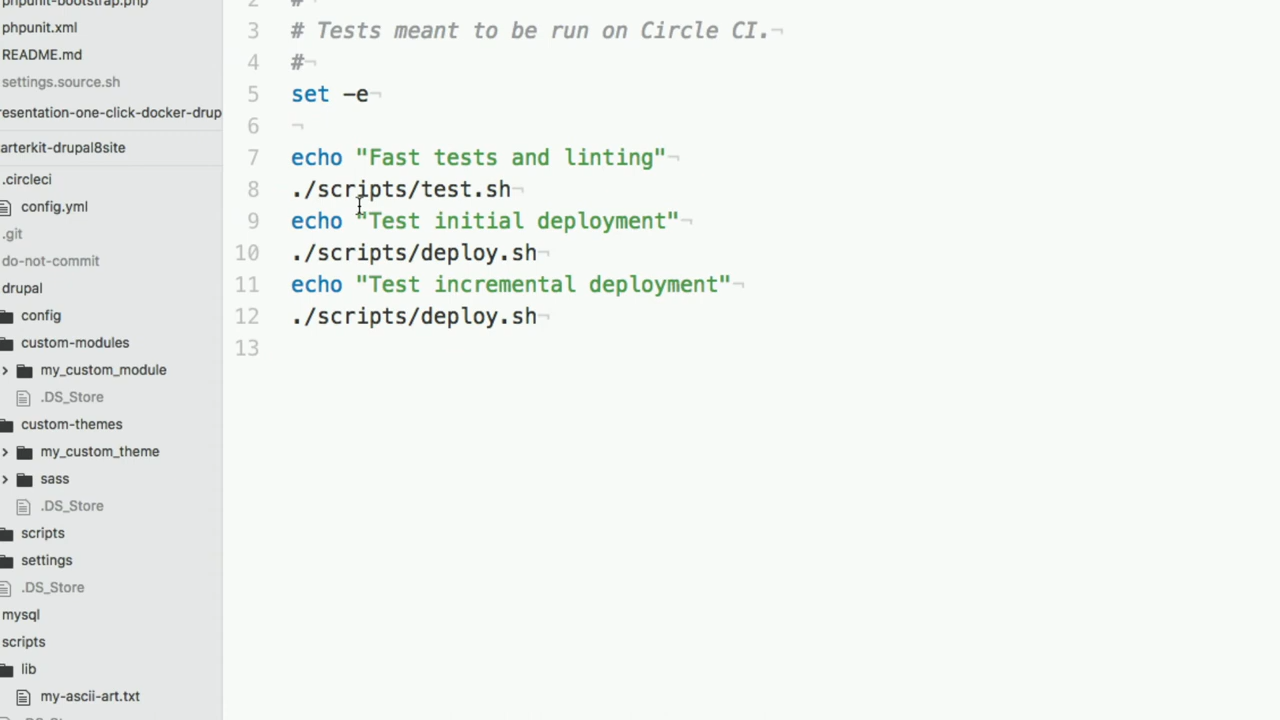 phpunit-bootstrap.php
phpunit.xml
README.md
settings.source.sh
resentation-one-click-docker-drup
arterkit-drupal8site
.circleci
config.yml
.git
do-not-commit
drupal
config
custom-modules
my_custom_module
.DS_Store
custom-themes
my_custom_theme
sass
.DS_Store
scripts
settings
.DS_Store
mysql
scripts
lib
my-ascii-art.txt
.DS_Store
2 #¬
3 # Tests meant to be run on Circle CI.¬
4 #¬
5 set -e¬
6 ¬
7 echo "Fast tests and linting"¬
8 ./scripts/test.sh¬
9 echo "Test initial deployment"¬
10 ./scripts/deploy.sh¬
11 echo "Test incremental deployment"¬
12 ./scripts/deploy.sh¬
13